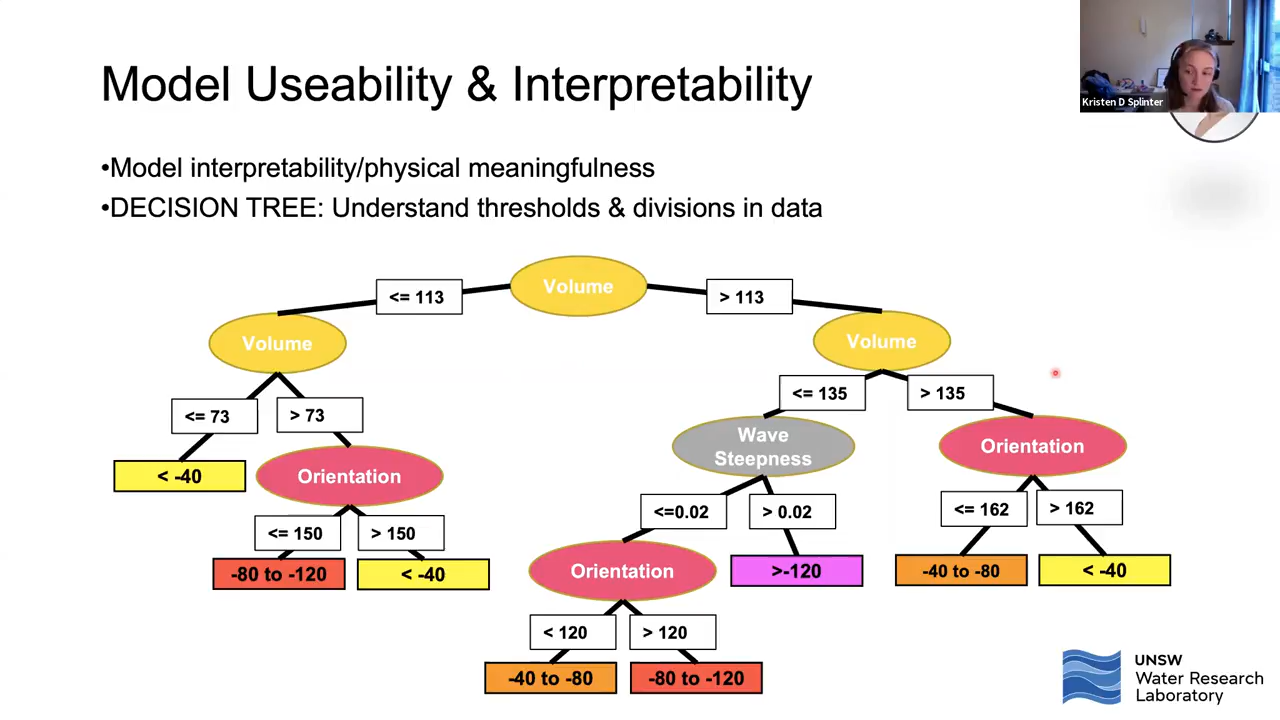 Model Useability & Interpretability
Kristen D Splinter
•Model interpretability/physical meaningfulness
•DECISION TREE: Understand thresholds & divisions in data
Volume
<= 113
> 113
Volume
Volume
<= 73
> 73
<= 135
> 135
< -40
Orientation
Wave
Steepness
Orientation
<= 150
> 150
<=0.02
> 0.02
<= 162
> 162
-80 to -120
< -40
Orientation
>-120
-40 to -80
< -40
< 120
> 120
-40 to -80
-80 to -120
UNSW
Water Research
Laboratory